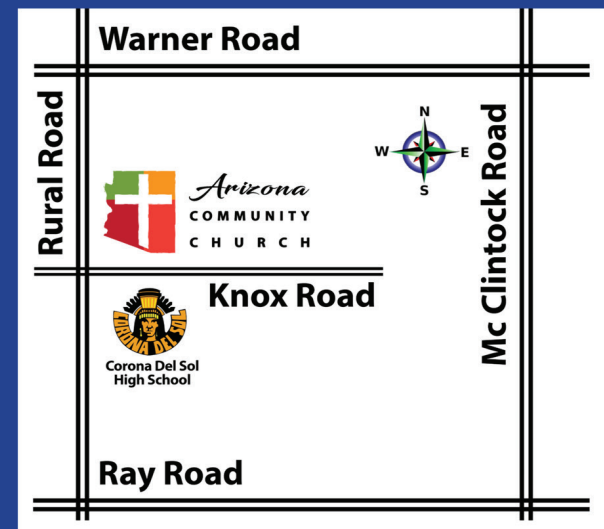 Warner Road
Rural Road
N
W
E
S
Mc Clintock Road
Arizona
COMMUNITY
CHURCH
Knox Road
CORONA DEL SOL
Corona Del Sol
High School
Ray Road